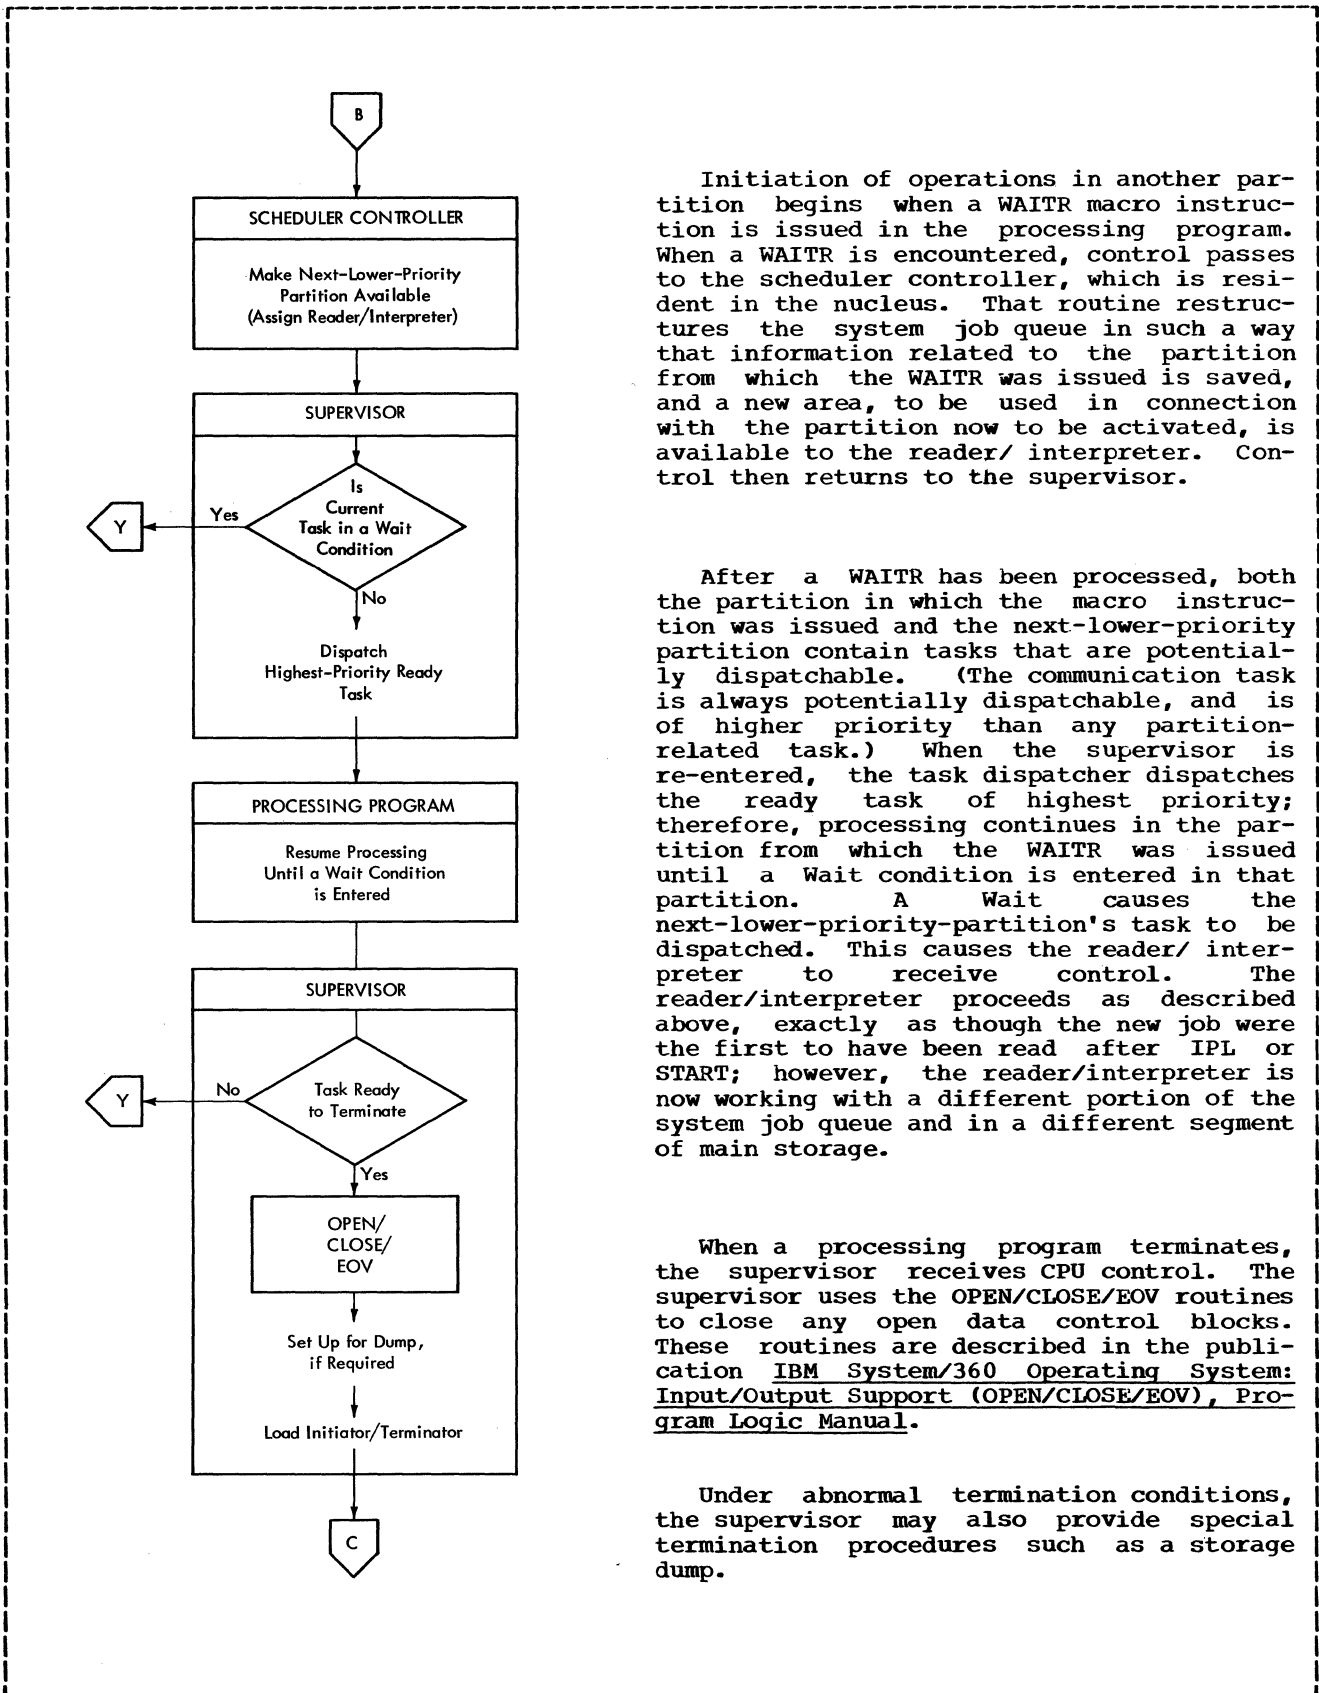 B
SCHEDULER CONTROLLER
Make Next-Lower-Priority
Partition Available
(Assign Reader/Interpreter)
SUPERVISOR
Is
Current
Task in a Wait
Condition
Yes
Y
No
Dispatch
Highest-Priority Ready
Task
PROCESSING PROGRAM
Resume Processing
Until a Wait Condition
is Entered
SUPERVISOR
Task Ready
to Terminate
No
Y
Yes
OPEN/
CLOSE/
EOV
Set Up for Dump,
if Required
Load Initiator/Terminator
C
Initiation of operations in another par-
tition begins when a WAITR macro instruc-
tion is issued in the processing program.
When a WAITR is encountered, control passes
to the scheduler controller, which is resi-
dent in the nucleus. That routine restruc-
tures the system job queue in such a way
that information related to the partition
from which the WAITR was issued is saved,
and a new area, to be used in connection
with the partition now to be activated, is
available to the reader/ interpreter. Con-
trol then returns to the supervisor.
After a WAITR has been processed, both
the partition in which the macro instruc-
tion was issued and the next-lower-priority
partition contain tasks that are potential-
ly dispatchable. (The communication task
is always potentially dispatchable, and is
of higher priority than any partition-
related task.) When the supervisor is
re-entered, the task dispatcher dispatches
the ready task of highest priority;
therefore, processing continues in the par-
tition from which the WAITR was issued
until a Wait condition is entered in that
partition. A Wait causes the
next-lower-priority-partition's task to be
dispatched. This causes the reader/ inter-
preter to receive control. The
reader/interpreter proceeds as described
above, exactly as though the new job were
the first to have been read after IPL or
START; however, the reader/interpreter is
now working with a different portion of the
system job queue and in a different segment
of main storage.
When a processing program terminates,
the supervisor receives CPU control. The
supervisor uses the OPEN/CLOSE/EOV routines
to close any open data control blocks.
These routines are described in the publi-
cation IBM System/360 Operating System:
Input/Output Support (OPEN/CLOSE/EOV), Pro-
gram Logic Manual.
Under abnormal termination conditions,
the supervisor may also provide special
termination procedures such as a storage
dump.